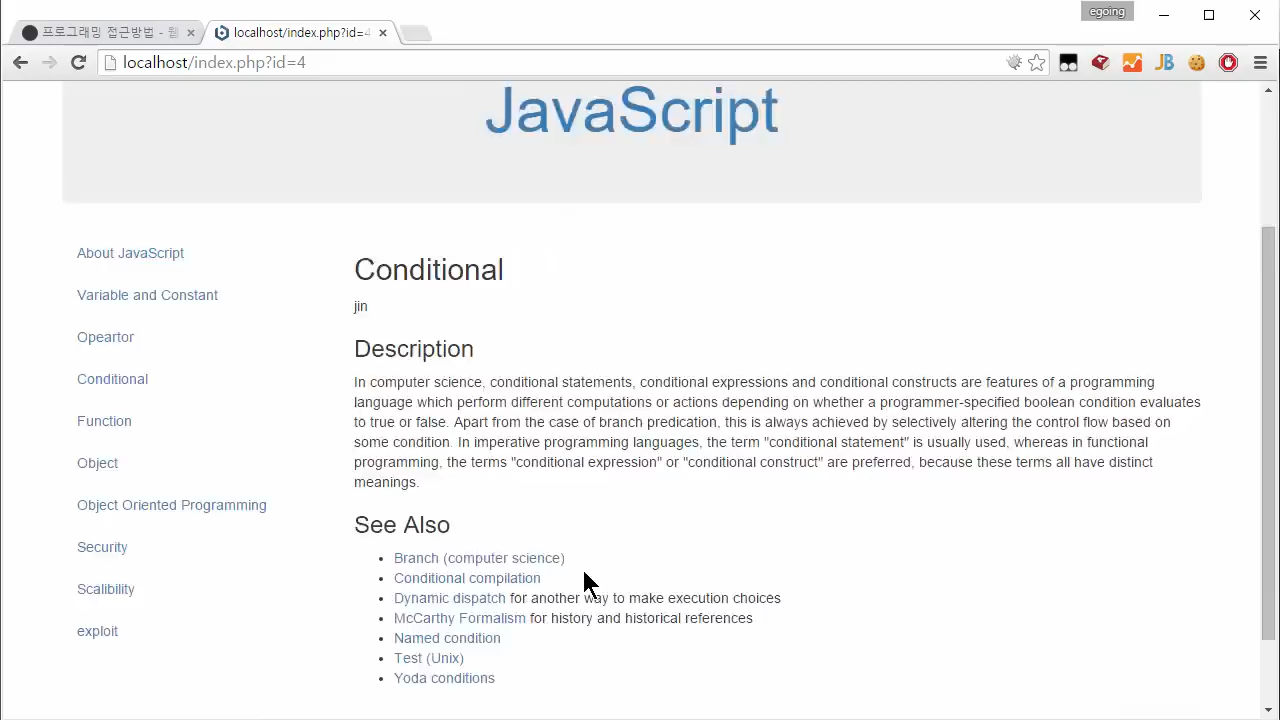 egoing
프로그래밍 접근방법 - 웹
localhost/index.php?id=4
localhost/index.php?id=4
JB
JavaScript
About JavaScript
Variable and Constant
Opeartor
Conditional
Function
Object
Object Oriented Programming
Security
Scalibility
exploit
Conditional
jin
Description
In computer science, conditional statements, conditional expressions and conditional constructs are features of a programming
language which perform different computations or actions depending on whether a programmer-specified boolean condition evaluates
to true or false. Apart from the case of branch predication, this is always achieved by selectively altering the control flow based on
some condition. In imperative programming languages, the term "conditional statement" is usually used, whereas in functional
programming, the terms "conditional expression" or "conditional construct" are preferred, because these terms all have distinct
meanings.
See Also
• Branch (computer science)
• Conditional compilation
• Dynamic dispatch for another way to make execution choices
• McCarthy Formalism for history and historical references
• Named condition
• Test (Unix)
• Yoda conditions